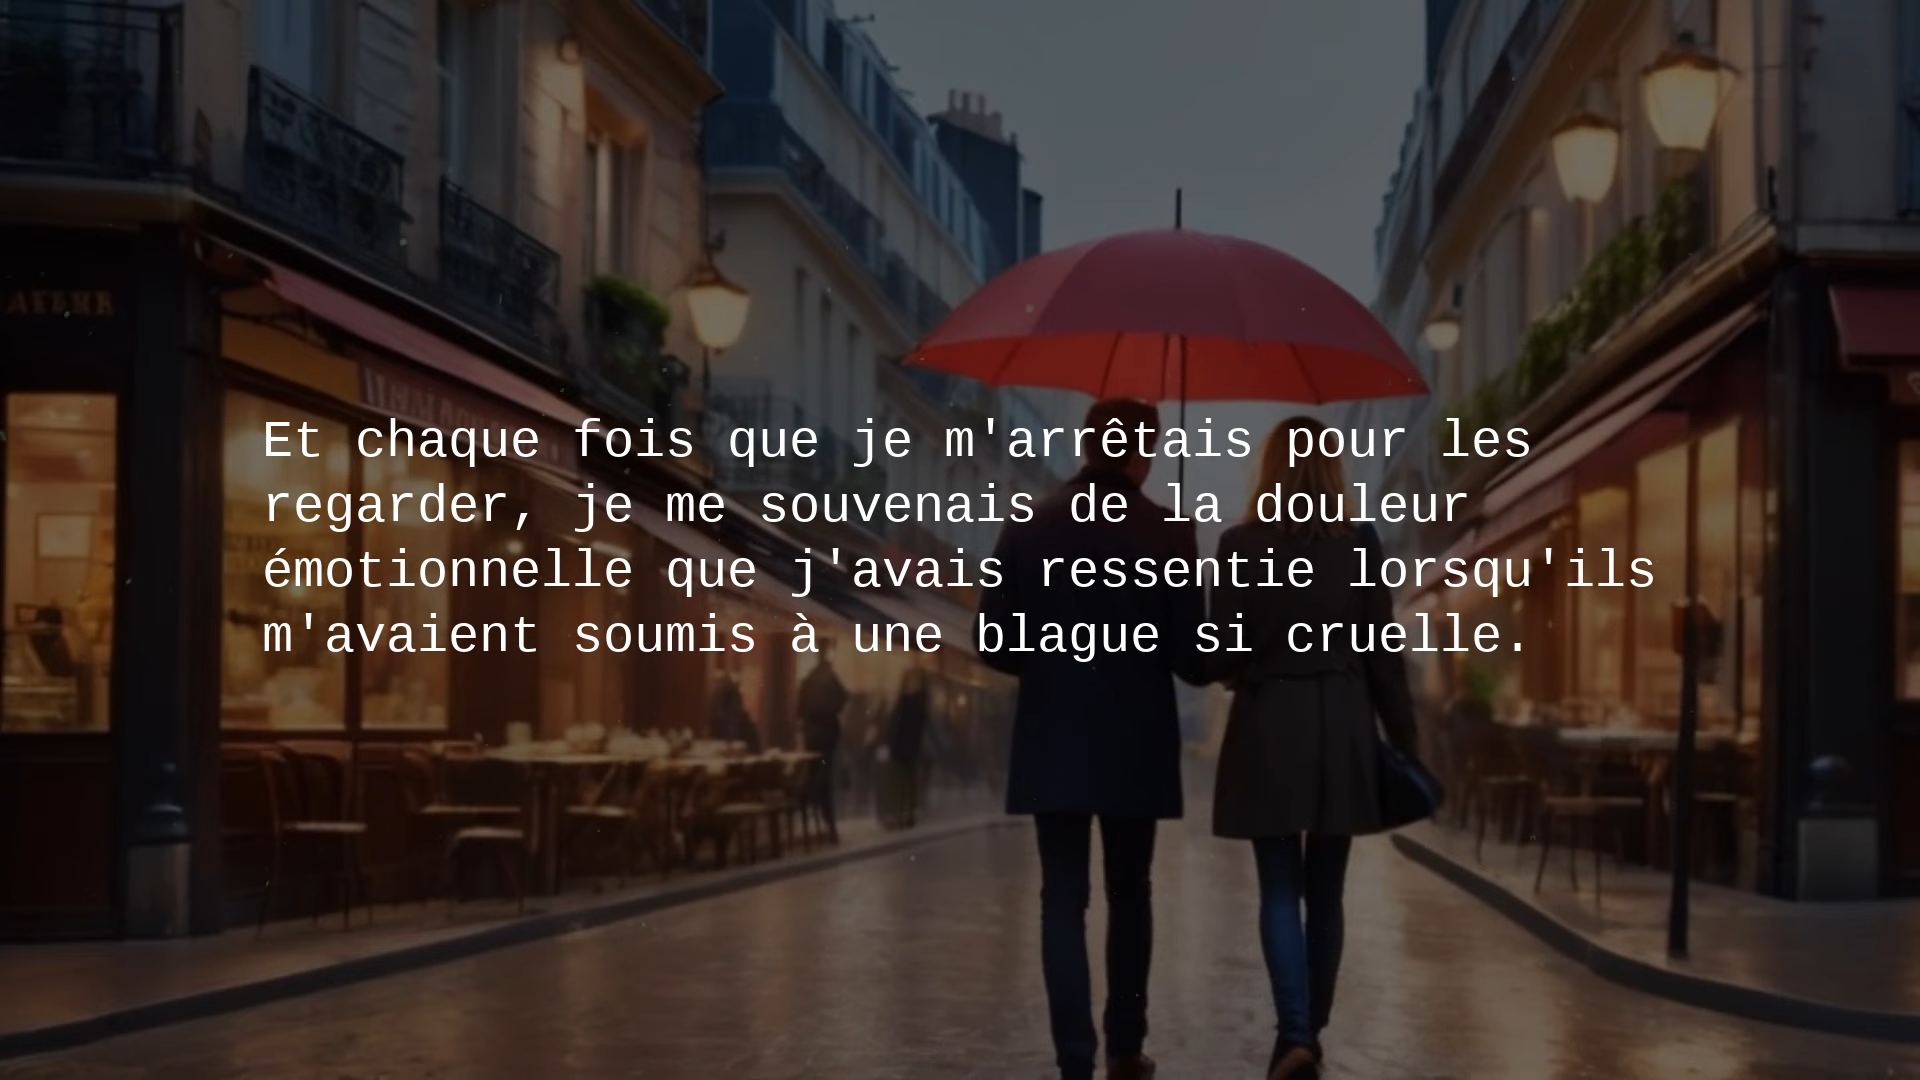 Et chaque fois que je m'arrêtais pour les
regarder, je me souvenais de la douleur
émotionnelle que j'avais ressentie lorsqu'ils
m'avaient soumis à une blague si cruelle.